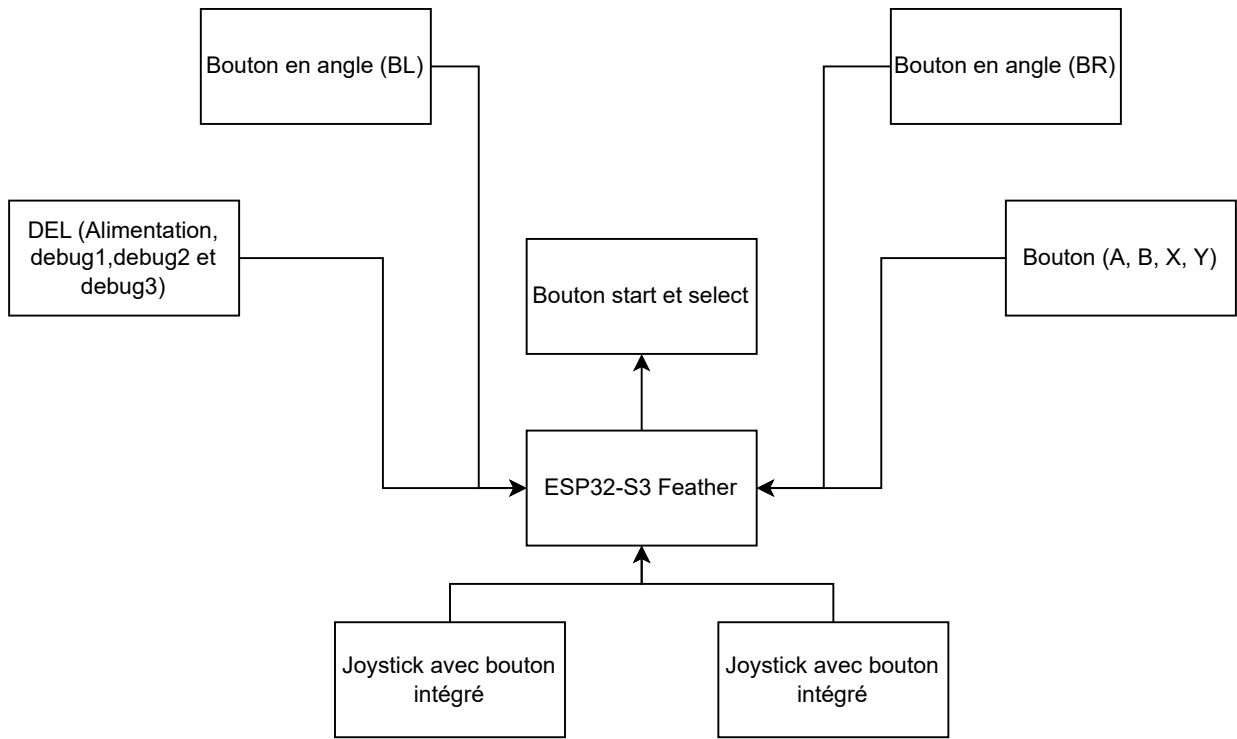 Bouton en angle (BL)
Bouton en angle (BR)
DEL (Alimentation,
debug1,debug2 et
debug3)
Bouton start et select
Bouton (A, B, X, Y)
ESP32-S3 Feather
Joystick avec bouton
intégré
Joystick avec bouton
intégré